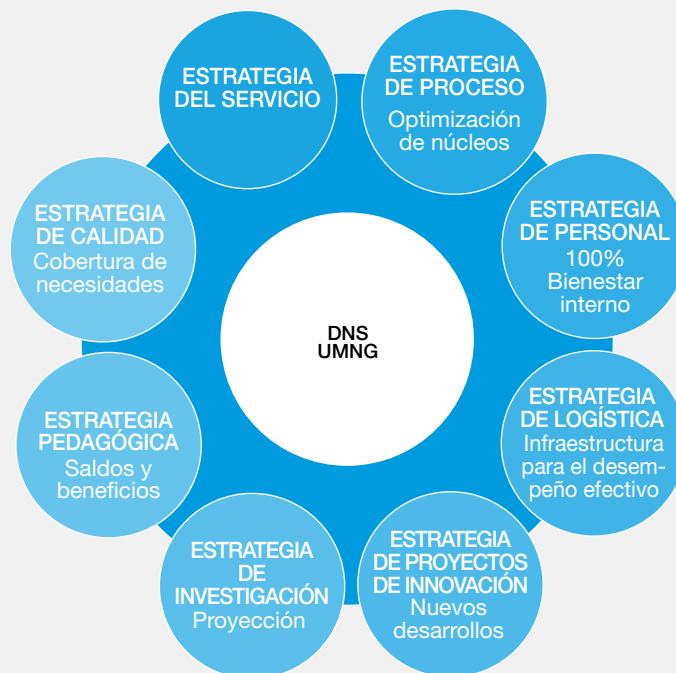 ESTRATEGIA
DEL SERVICIO
ESTRATEGIA
DE PROCESO
Optimización
de núcleos
ESTRATEGIA
DE PERSONAL
100%
Bienestar
interno
ESTRATEGIA
DE LOGÍSTICA
Infraestructura
para el desem-
peño efectivo
ESTRATEGIA
DE PROYECTOS
DE INNOVACIÓN
Nuevos
desarrollos
ESTRATEGIA
DE
INVESTIGACIÓN
Proyección
ESTRATEGIA
PEDAGÓGICA
Saldos y
beneficios
ESTRATEGIA
DE CALIDAD
Cobertura de
necesidades
DNS
UMNG